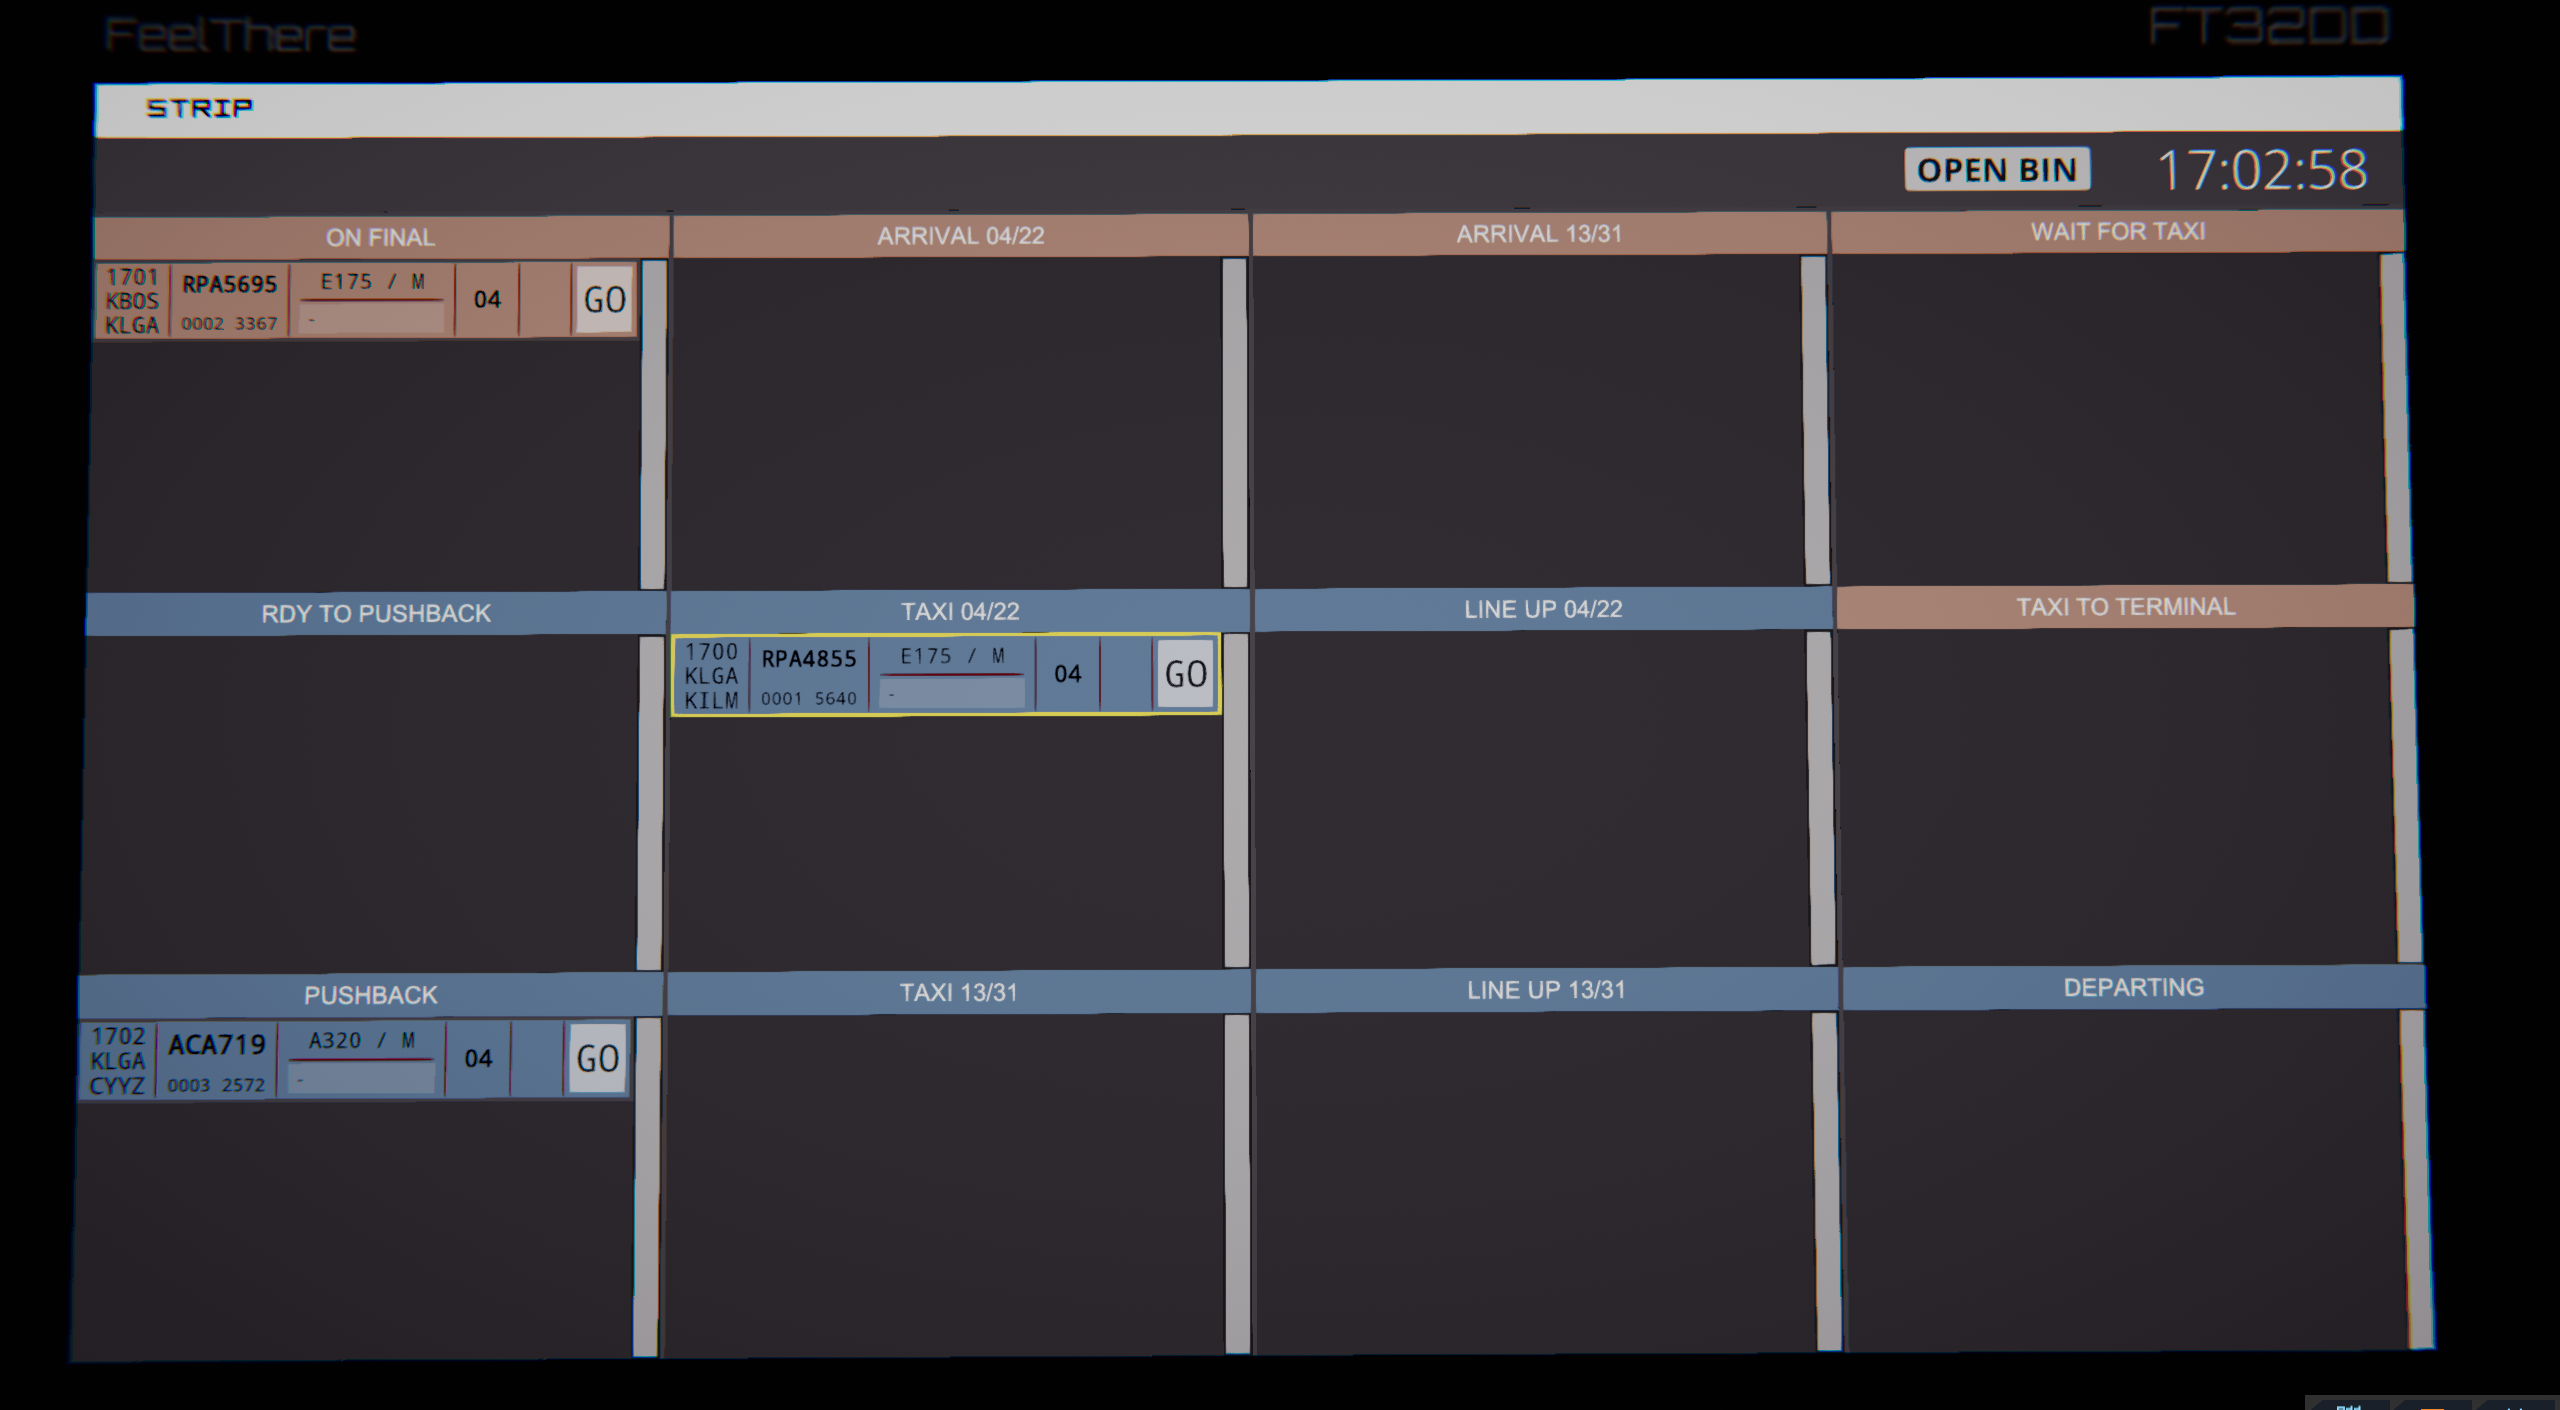 FeelThere
FT32DD
STRIP
OPEN BIN
17:02:58
ON FINAL
ARRIVAL 04/22
ARRIVAL 13/31
WAIT FOR TAXI
1701
KBOS
KLGA
RPA5695
0002 3367
E175 / M
-
04
GO
RDY TO PUSHBACK
TAXI 04/22
LINE UP 04/22
TAXI TO TERMINAL
1700
KLGA
KILM
RPA4855
0001 5640
E175 / M
-
04
GO
PUSHBACK
TAXI 13/31
LINE UP 13/31
DEPARTING
1702
KLGA
CYYZ
ACA719
0003 2572
A320 / M
-
04
GO